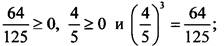 64/125 ≥ 0, 4/5 ≥ 0 и (4/5)³ = 64/125;